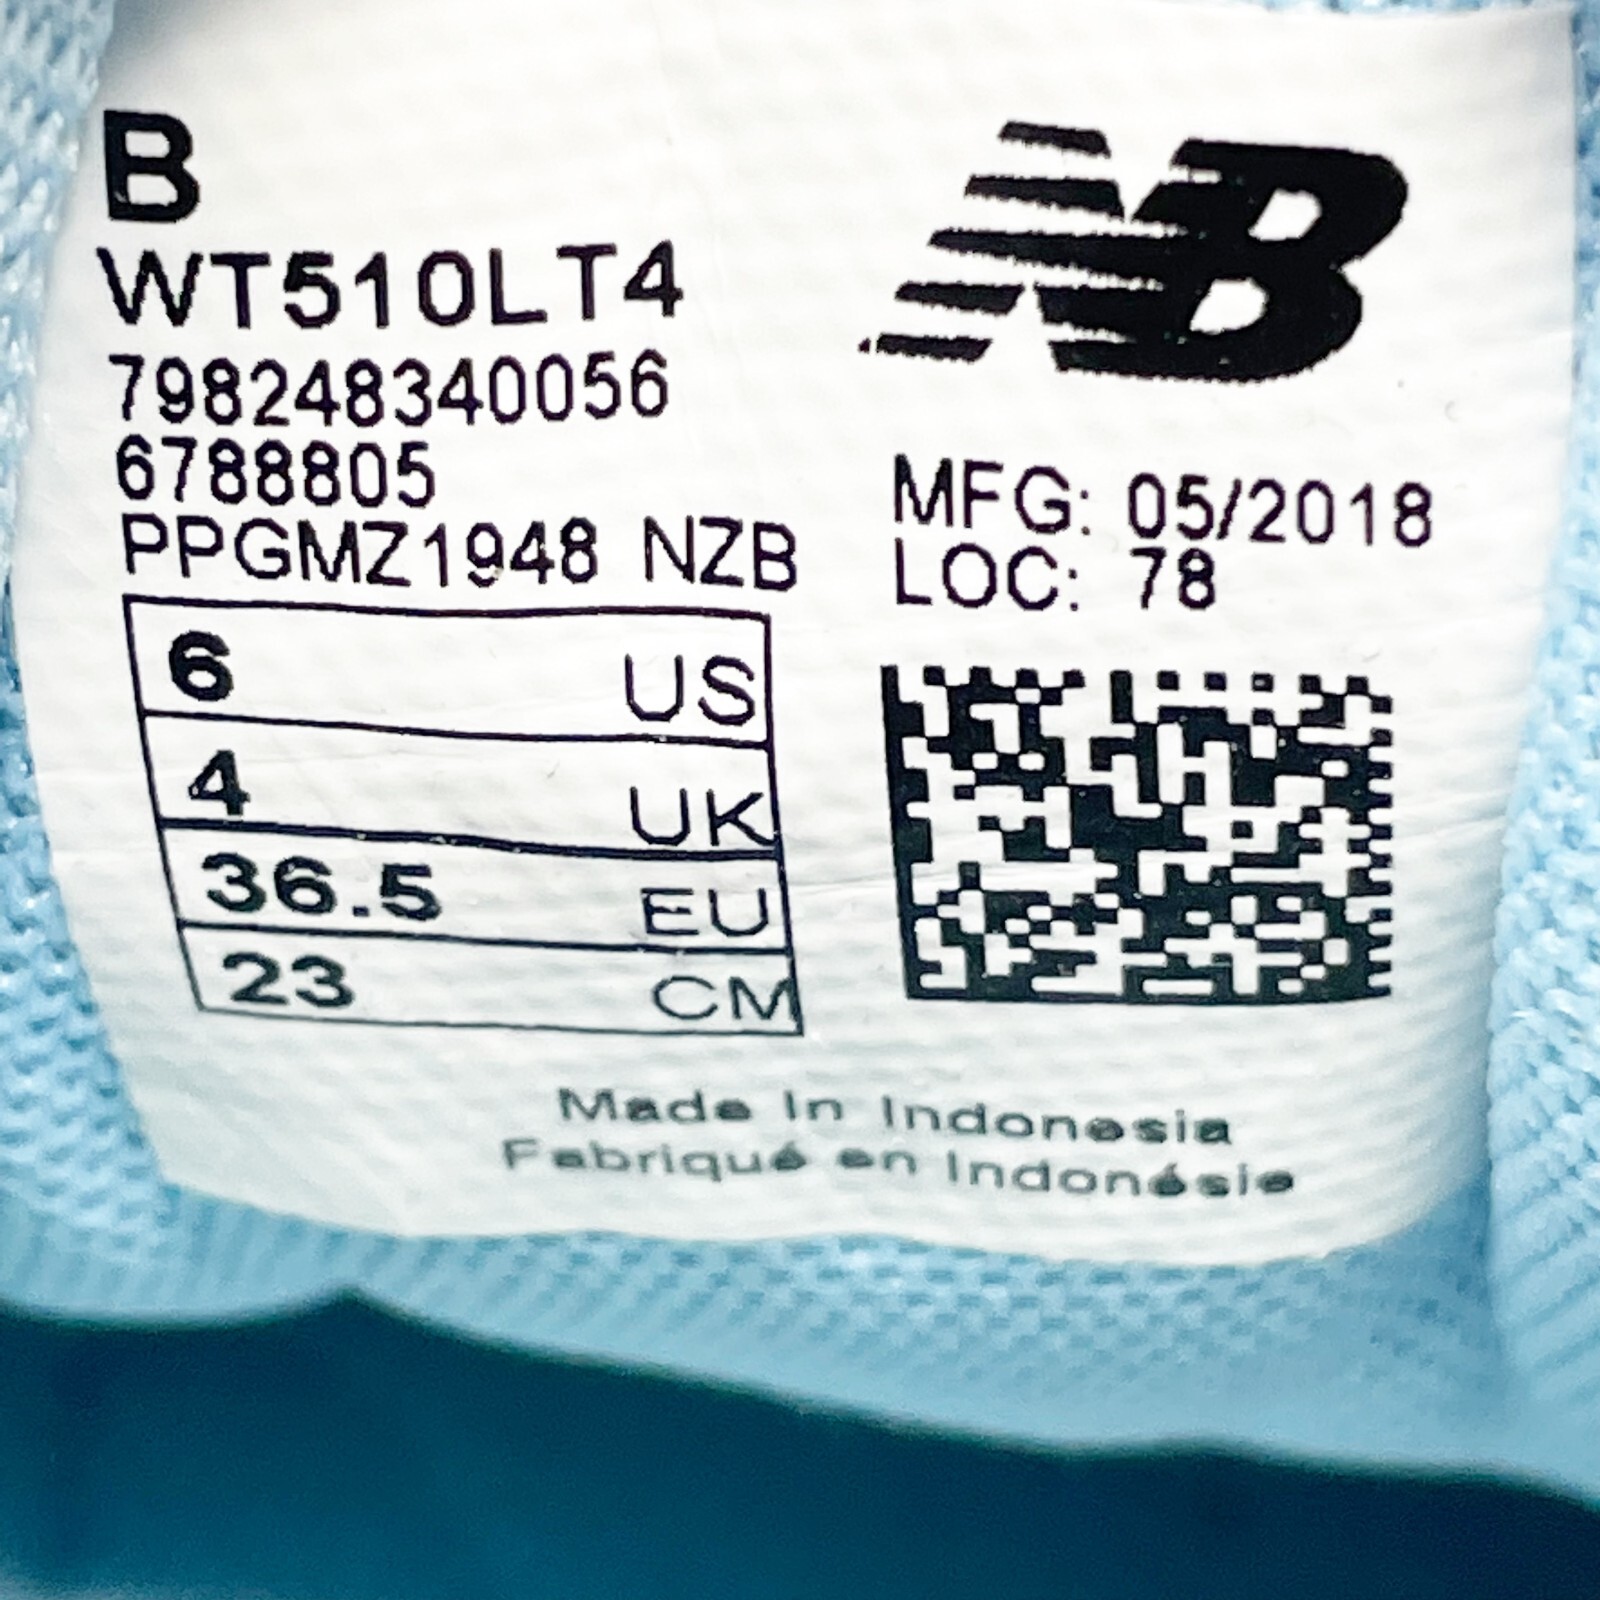 B
WT510LT4
798248340056
6788805
PPGMZ1948 NZB
NB
MFG: 05/2018
LOC: 78
6 US
4 UK
36.5 EU
23 CM
Made in Indonesia
Fabriqué en Indonésie